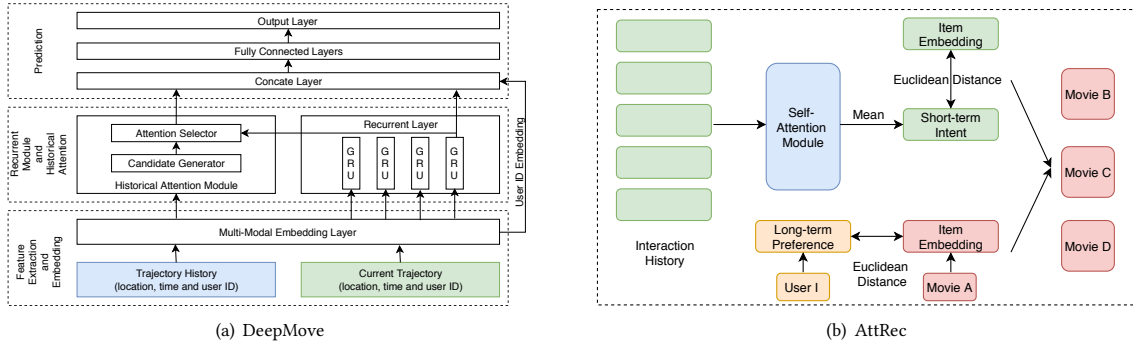 Prediction
Output Layer
Fully Connected Layers
Concate Layer
Recurrent
Module
and
Historical
Attention
Attention Selector
Candidate Generator
Historical Attention Module
Recurrent Layer
GRU
GRU
GRU
GRU
User ID Embedding
Feature
Extraction
and
Embedding
Multi-Modal Embedding Layer
Trajectory History
(location, time and user ID)
Current Trajectory
(location, time and user ID)
(a) DeepMove
Interaction
History
Self-
Attention
Module
Mean
Item
Embedding
Euclidean Distance
Short-term
Intent
Long-term
Preference
Euclidean
Distance
Item
Embedding
User I
Movie A
Movie B
Movie C
Movie D
(b) AttRec